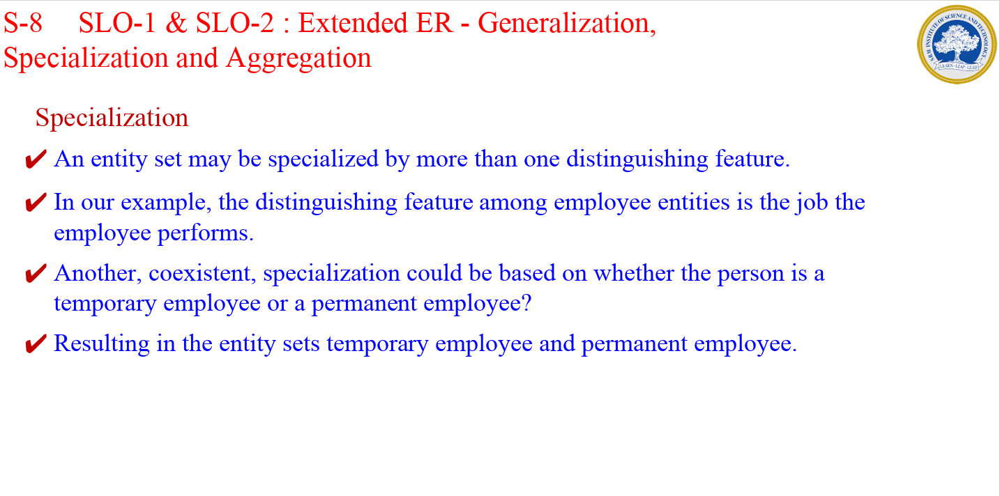 S-8 SLO-1 & SLO-2 : Extended ER - Generalization,
Specialization and Aggregation
SRM INSTITUTE OF SCIENCE AND TECHNOLOGY
LEARN - LEAP - LEAD
Specialization
✔ An entity set may be specialized by more than one distinguishing feature.
✔ In our example, the distinguishing feature among employee entities is the job the
employee performs.
✔ Another, coexistent, specialization could be based on whether the person is a
temporary employee or a permanent employee?
✔ Resulting in the entity sets temporary employee and permanent employee.